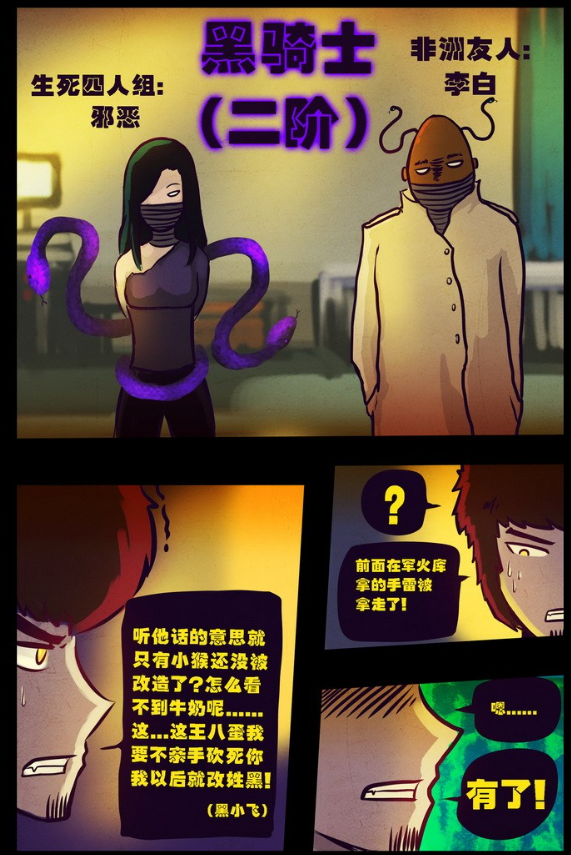 黑骑士
(二阶)
生死四人组:
邪恶
非洲友人:
李白
?
前面在军火库
拿的手雷被
拿走了!
听他话的意思就
只有小猴还没被
改造了?怎么看
不到牛奶呢......
这...这王八蛋我
要不亲手砍死你
我以后就改姓黑!
(黑小飞)
嗯......
有了!